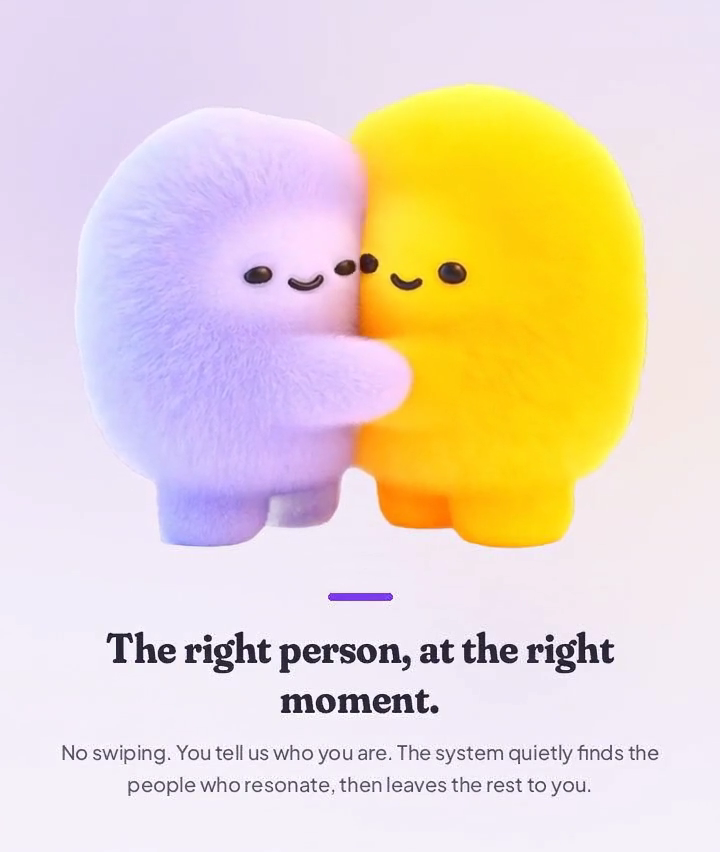 The right person, at the right
moment.
No swiping. You tell us who you are. The system quietly finds the
people who resonate, then leaves the rest to you.